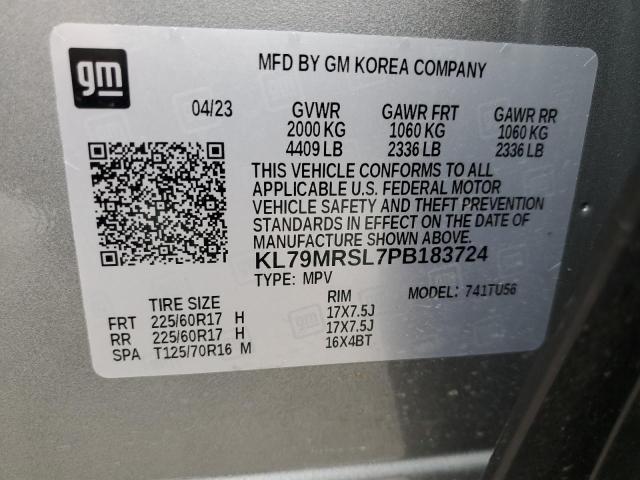 gm
MFD BY GM KOREA COMPANY
04/23 GVWR GAWR FRT GAWR RR
2000 KG 1060 KG 1060 KG
4409 LB 2336 LB 2336 LB
THIS VEHICLE CONFORMS TO ALL
APPLICABLE U.S. FEDERAL MOTOR
VEHICLE SAFETY AND THEFT PREVENTION
STANDARDS IN EFFECT ON THE DATE OF
MANUFACTURE SHOWN ABOVE.
KL79MRSL7PB183724
TYPE: MPV MODEL: 741TU56
TIRE SIZE RIM
FRT 225/60R17 H 17X7.5J
RR 225/60R17 H 17X7.5J
SPA T125/70R16 M 16X4BT